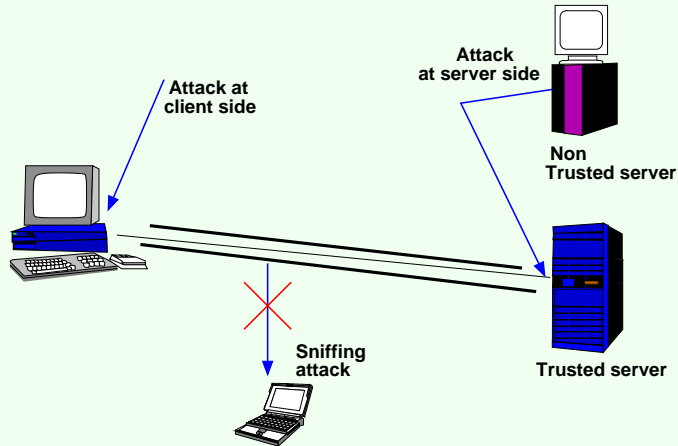 Attack
at server side
Attack at
client side
Non
Trusted server
Sniffing
attack
Trusted server